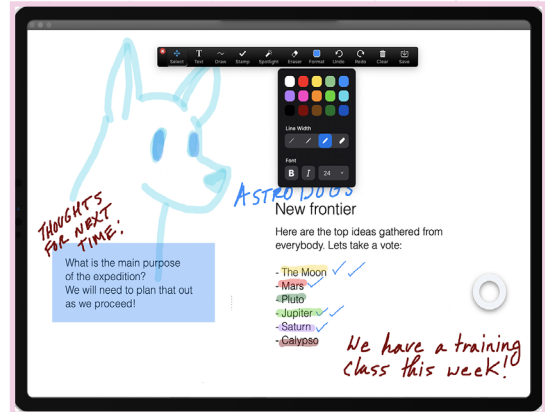 Select Text Draw Stamp Spotlight Eraser Format Undo Redo Clear Save
Line Width
Font
B I 24
ASTRODOGS
New frontier
Here are the top ideas gathered from
everybody. Lets take a vote:
- The Moon
- Mars
- Pluto
- Jupiter
- Saturn
- Calypso
THOUGHTS
FOR NEXT
TIME!
What is the main purpose
of the expedition?
We will need to plan that out
as we proceed!
We have a training
class this week!